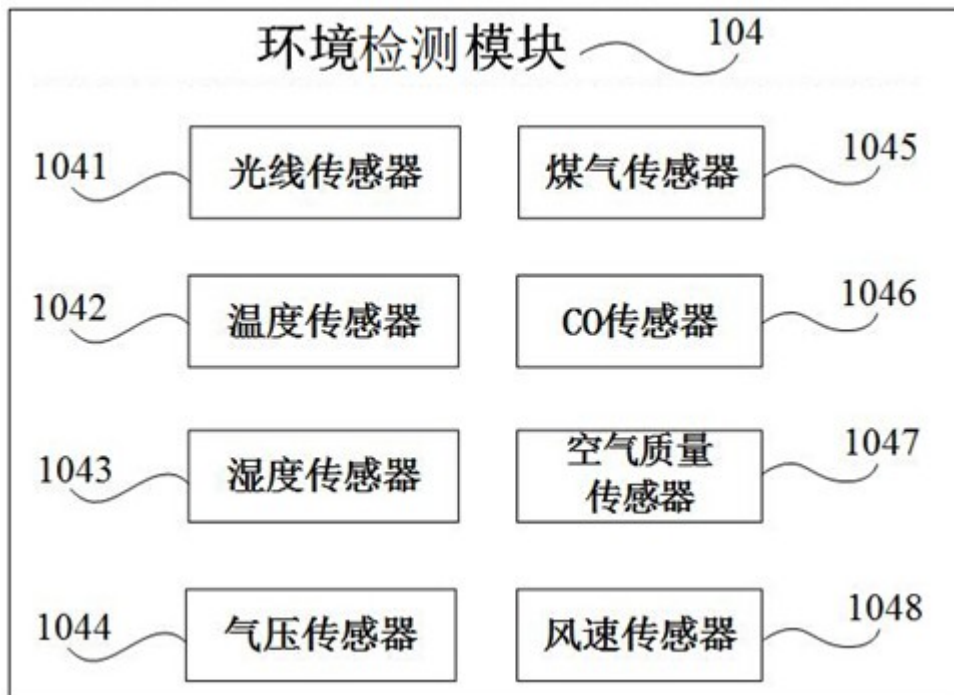 环境检测模块 104
1041 光线传感器
煤气传感器 1045
1042 温度传感器
CO传感器 1046
1043 湿度传感器
空气质量
传感器 1047
1044 气压传感器
风速传感器 1048